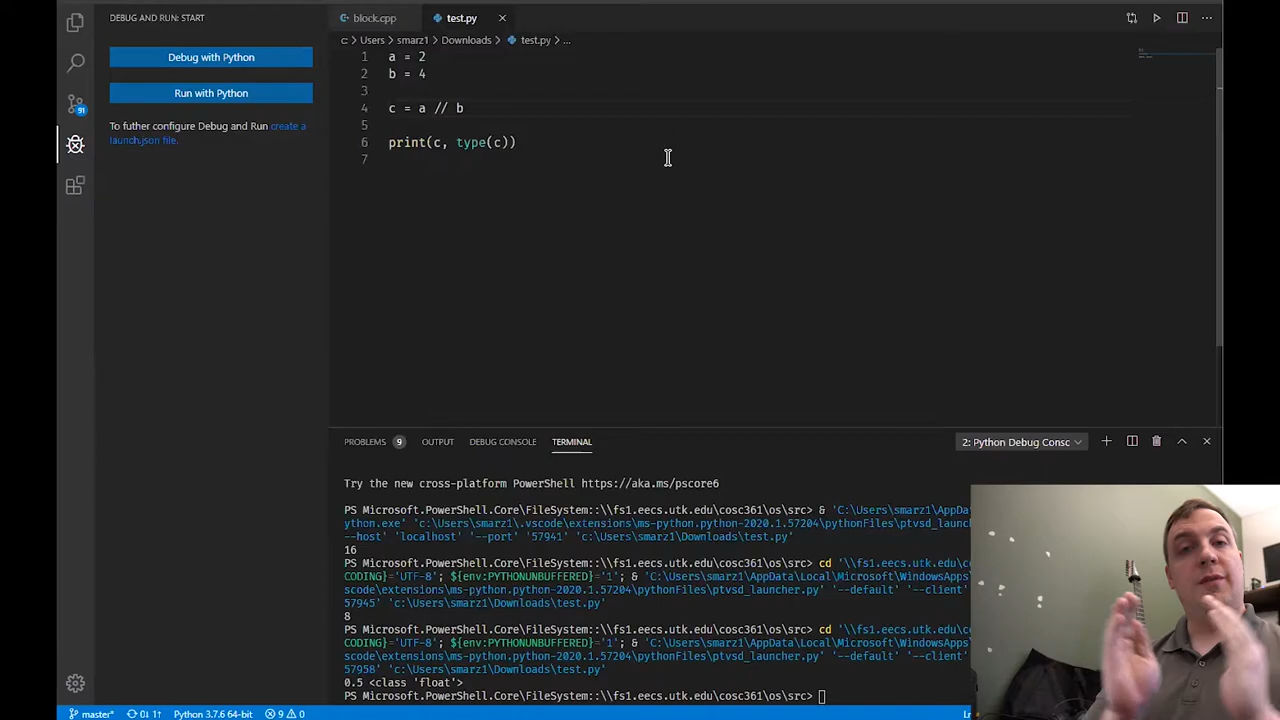 DEBUG AND RUN: START
Debug with Python
Run with Python
To futher configure Debug and Run create a
launch.json file.
91
block.cpp
test.py
c > Users > smarz1 > Downloads > test.py > ...
1 a = 2
2 b = 4
3
4 c = a // b
5
6 print(c, type(c))
7
PROBLEMS 9 OUTPUT DEBUG CONSOLE TERMINAL
2: Python Debug Consc
Try the new cross-platform PowerShell https://aka.ms/pscore6
PS Microsoft.PowerShell.Core\FileSystem::\\fs1.eecs.utk.edu\cosc361\os\src> & 'C:\Users\smarz1\AppData
ython.exe' 'c:\Users\smarz1\.vscode\extensions\ms-python.python-2020.1.57204\pythonFiles\ptvsd_launch
--host' 'localhost' '--port' '57941' 'c:\Users\smarz1\Downloads\test.py'
16
PS Microsoft.PowerShell.Core\FileSystem::\\fs1.eecs.utk.edu\cosc361\os\src> cd '\\fs1.eecs.utk.edu\co
CODING}='UTF-8'; ${env:PYTHONUNBUFFERED}='1'; & 'C:\Users\smarz1\AppData\Local\Microsoft\WindowsApps
scode\extensions\ms-python.python-2020.1.57204\pythonFiles\ptvsd_launcher.py' '--default' '--client'
57945' 'c:\Users\smarz1\Downloads\test.py'
8
PS Microsoft.PowerShell.Core\FileSystem::\\fs1.eecs.utk.edu\cosc361\os\src> cd '\\fs1.eecs.utk.edu\co
CODING}='UTF-8'; ${env:PYTHONUNBUFFERED}='1'; & 'C:\Users\smarz1\AppData\Local\Microsoft\WindowsApps
scode\extensions\ms-python.python-2020.1.57204\pythonFiles\ptvsd_launcher.py' '--default' '--client'
57958' 'c:\Users\smarz1\Downloads\test.py'
0.5 <class 'float'>
PS Microsoft.PowerShell.Core\FileSystem::\\fs1.eecs.utk.edu\cosc361\os\src>
master* 0↓ 1↑ Python 3.7.6 64-bit 9 0 Ln